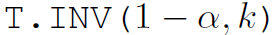 T.INV(1 − α, k)